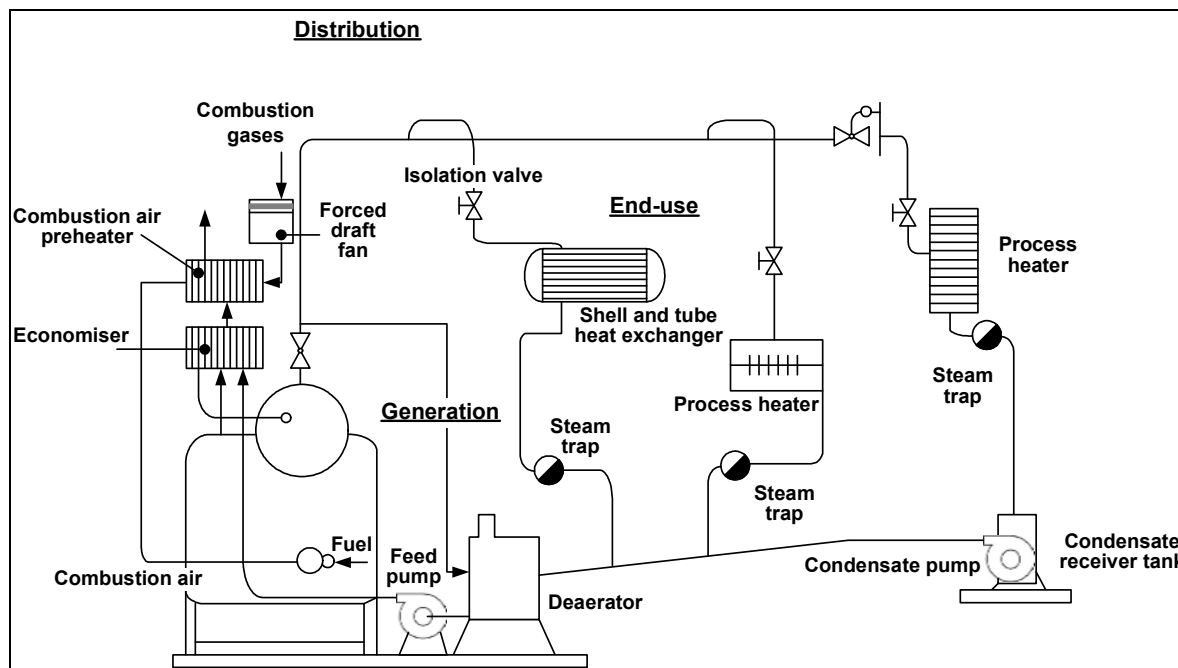 Distribution
Combustion
gases
Isolation valve
End-use
Combustion air
preheater
Forced
draft
fan
Process
heater
Shell and tube
heat exchanger
Economiser
Steam
trap
Process heater
Generation
Steam
trap
Steam
trap
Fuel
Feed
pump
Combustion air
Condensate pump
Condensate
receiver tank
Deaerator